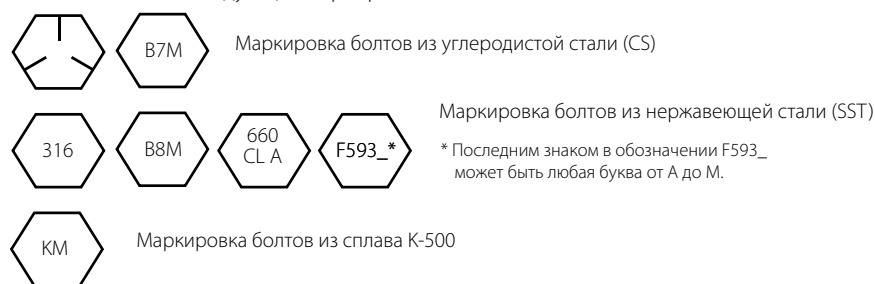 B7M Маркировка болтов из углеродистой стали (CS)
Маркировка болтов из нержавеющей стали (SST)
316 B8M 660 CL A F593_*
* Последним знаком в обозначении F593_
может быть любая буква от A до M.
KM Маркировка болтов из сплава K-500